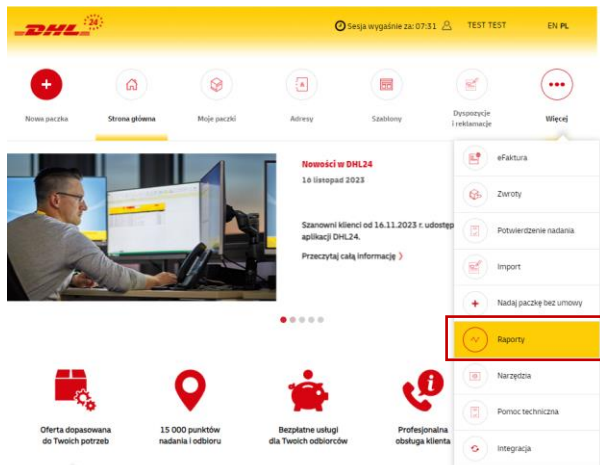 DHL 24
Sesja wygaśnie za: 07:31 TEST TEST EN PL
Nowa paczka
Strona główna
Moje paczki
Adresy
Szablony
Dyspozycje
i reklamacje
Więcej
Nowości w DHL24
16 listopad 2023
Szanowni klienci od 16.11.2023 r. udostęp
aplikacji DHL24.
Przeczytaj całą informację
eFaktura
Zwroty
Potwierdzenie nadania
Import
Nadaj paczkę bez umowy
Raporty
Narzędzia
Pomoc techniczna
Integracja
Oferta dopasowana
do Twoich potrzeb
15 000 punktów
nadania i odbioru
Bezpłatne usługi
dla Twoich odbiorców
Profesjonalna
obsługa klienta